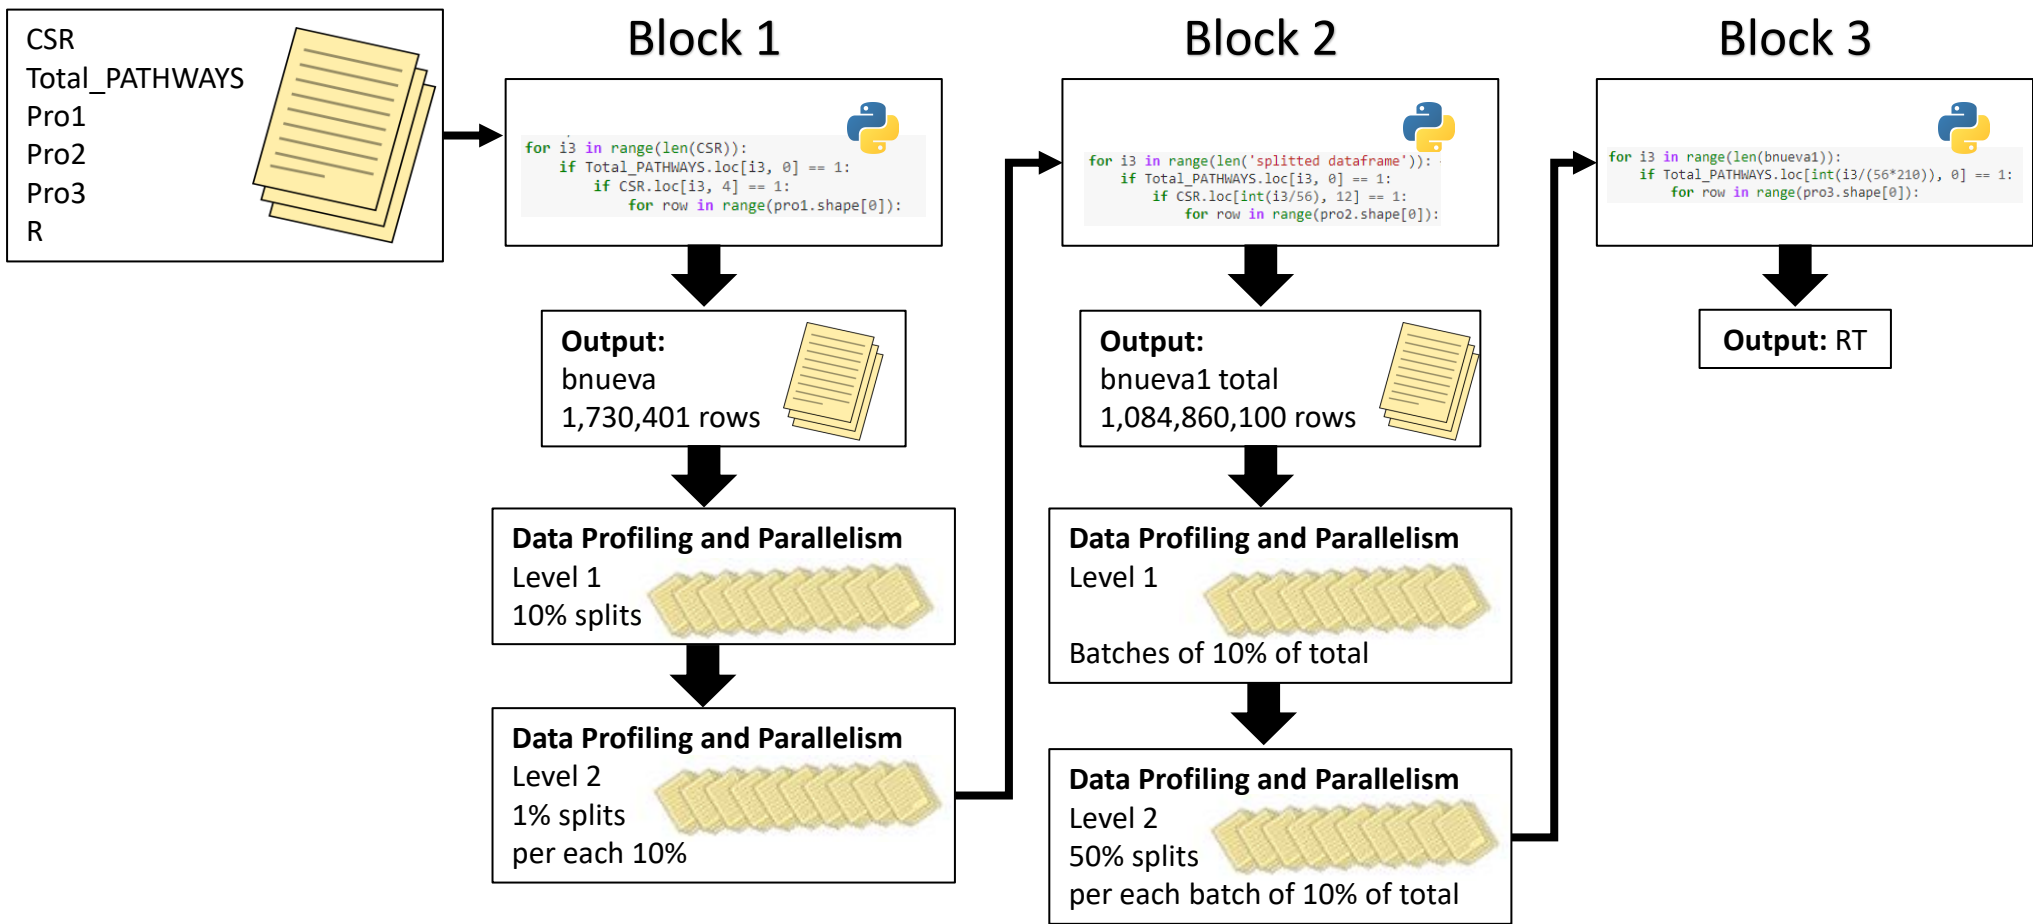 CSR
Total_PATHWAYS
Pro1
Pro2
Pro3
R
Block 1
for i3 in range(len(CSR)):
if Total_PATHWAYS.loc[i3, 0] == 1:
if CSR.loc[i3, 4] == 1:
for row in range(pro1.shape[0]):
Output:
bnueva
1,730,401 rows
Data Profiling and Parallelism
Level 1
10% splits
Data Profiling and Parallelism
Level 2
1% splits
per each 10%
Block 2
for i3 in range(len('splitted dataframe')):
if Total_PATHWAYS.loc[i3, 0] == 1:
if CSR.loc[int(i3/56), 12] == 1:
for row in range(pro2.shape[0]):
Output:
bnueva1 total
1,084,860,100 rows
Data Profiling and Parallelism
Level 1
Batches of 10% of total
Data Profiling and Parallelism
Level 2
50% splits
per each batch of 10% of total
Block 3
for i3 in range(len(bnueva1)):
if Total_PATHWAYS.loc[int(i3/(56*210)), 0] == 1:
for row in range(pro3.shape[0]):
Output: RT